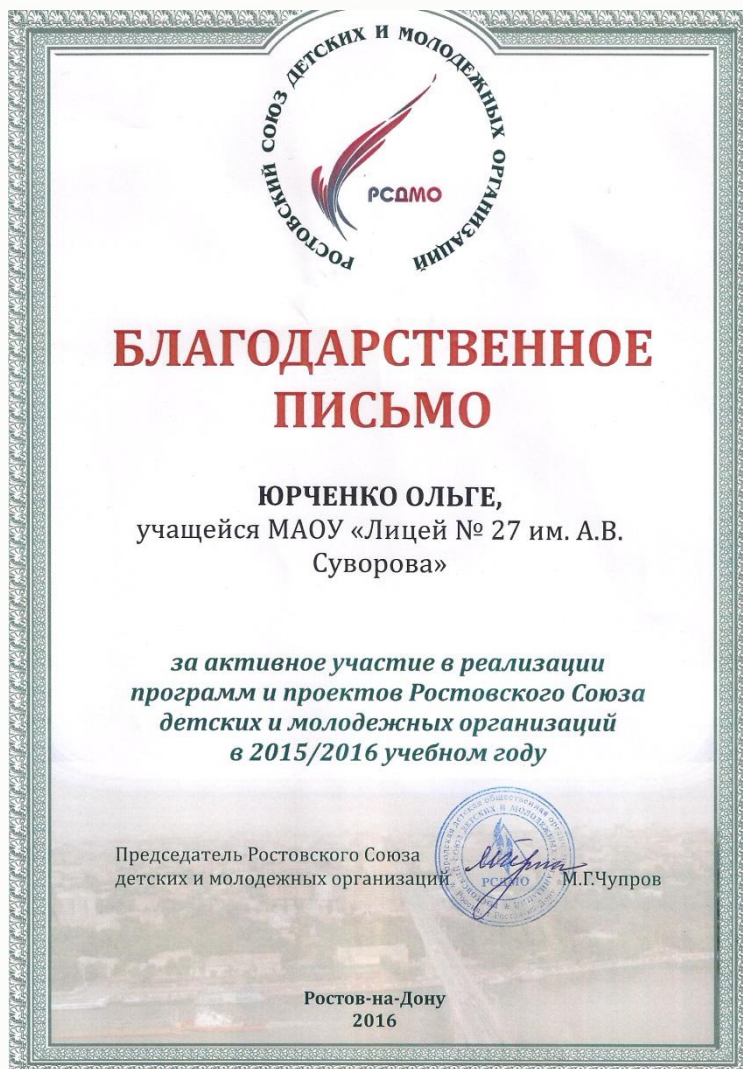 РОСТОВСКИЙ СОЮЗ ДЕТСКИХ И МОЛОДЕЖНЫХ ОРГАНИЗАЦИЙ
РСДМО
БЛАГОДАРСТВЕННОЕ
ПИСЬМО
ЮРЧЕНКО ОЛЬГЕ,
учащейся МАОУ «Лицей № 27 им. А.В.
Суворова»
за активное участие в реализации
программ и проектов Ростовского Союза
детских и молодежных организаций
в 2015/2016 учебном году
Председатель Ростовского Союза
детских и молодежных организаций М.Г.Чупров
РСДМО
Ростов-на-Дону
2016